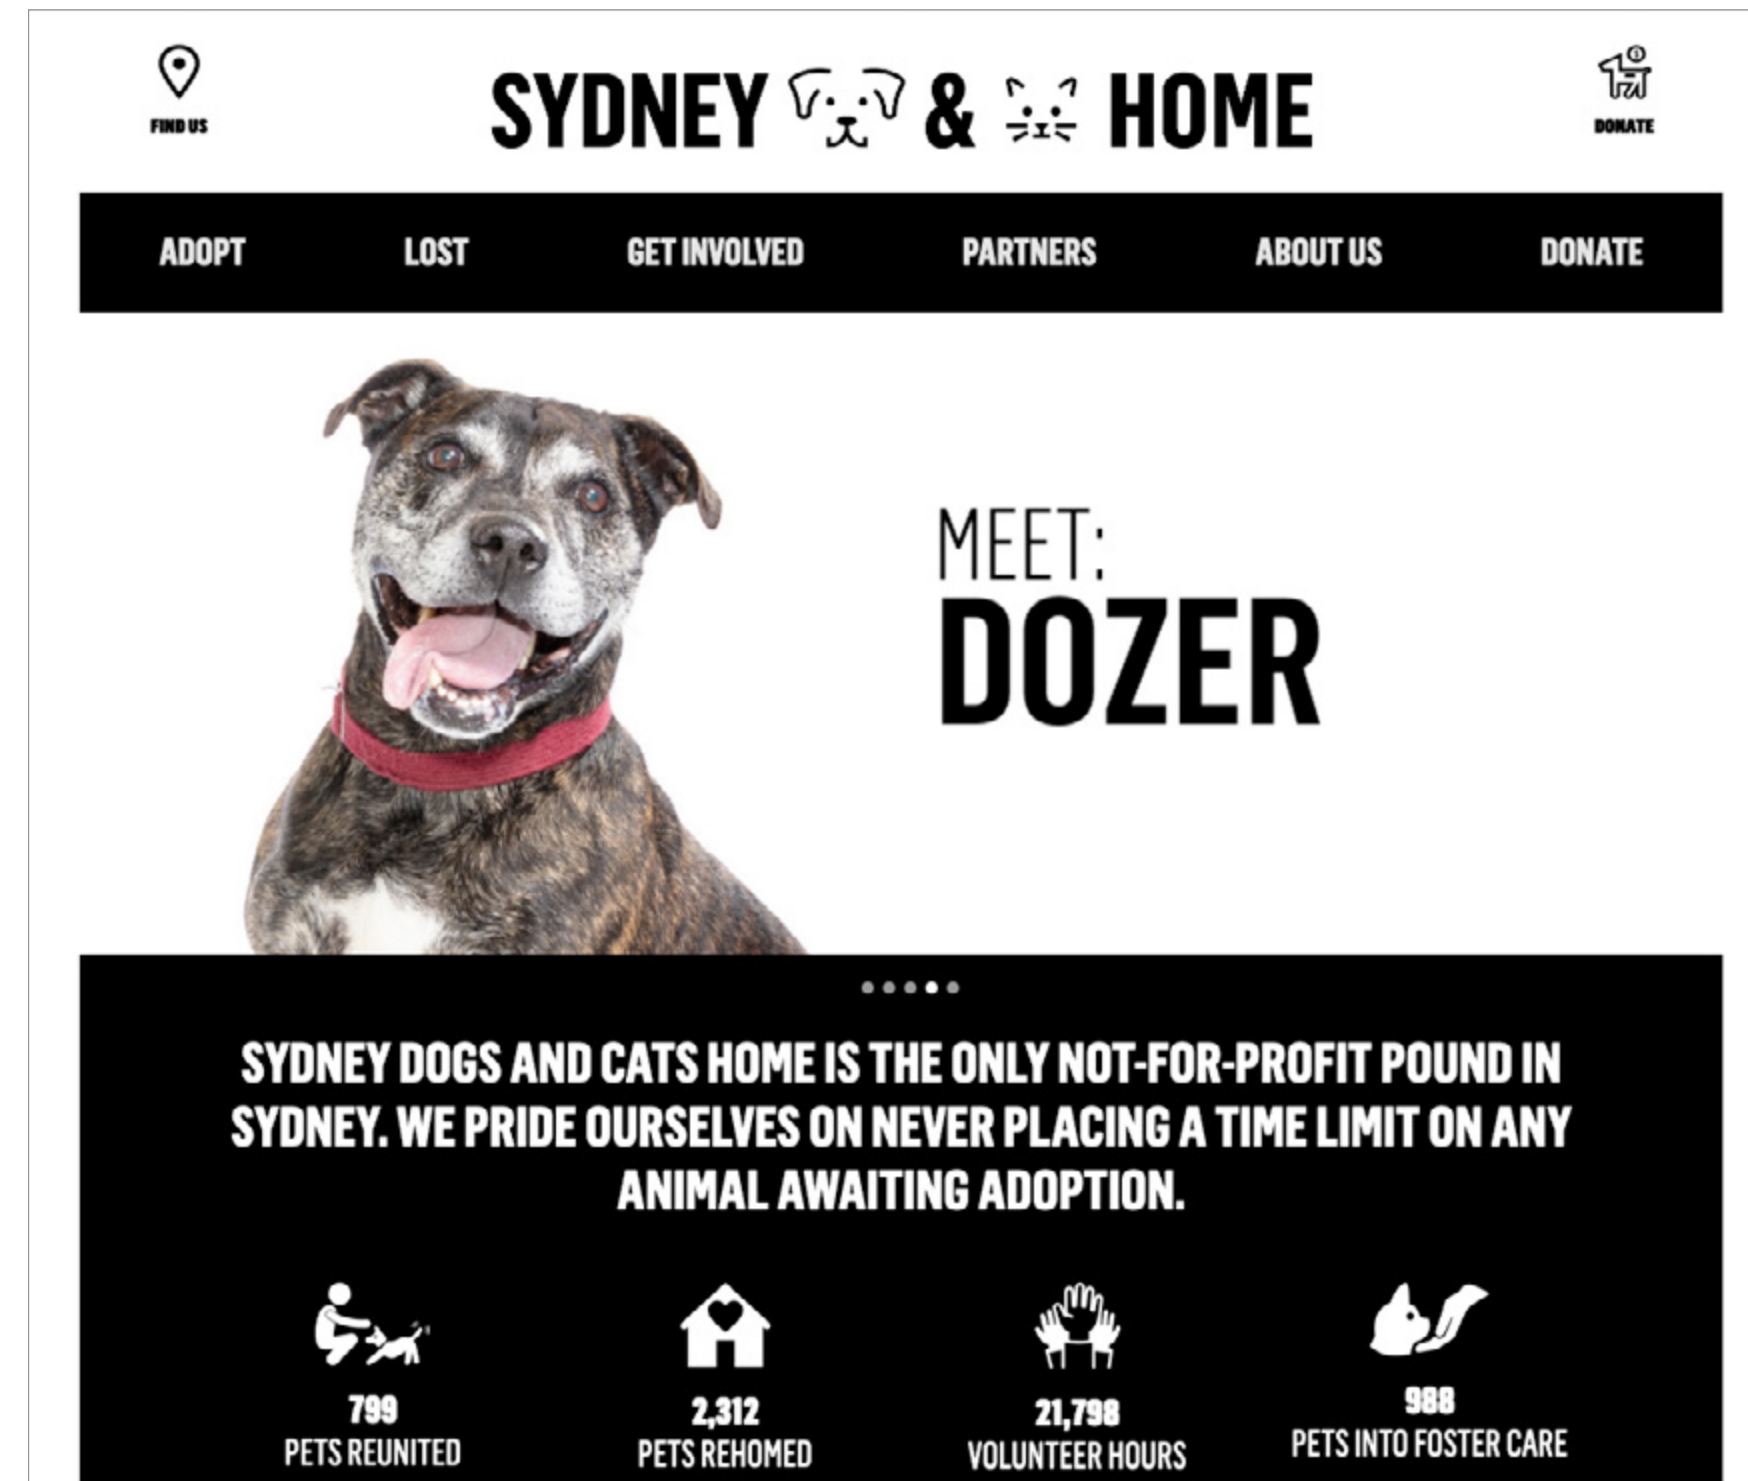 FIND US
SYDNEY & HOME
DONATE
ADOPT LOST GET INVOLVED PARTNERS ABOUT US DONATE
MEET:
DOZER
SYDNEY DOGS AND CATS HOME IS THE ONLY NOT-FOR-PROFIT POUND IN
SYDNEY. WE PRIDE OURSELVES ON NEVER PLACING A TIME LIMIT ON ANY
ANIMAL AWAITING ADOPTION.
799
PETS REUNITED
2,312
PETS REHOMED
21,798
VOLUNTEER HOURS
988
PETS INTO FOSTER CARE